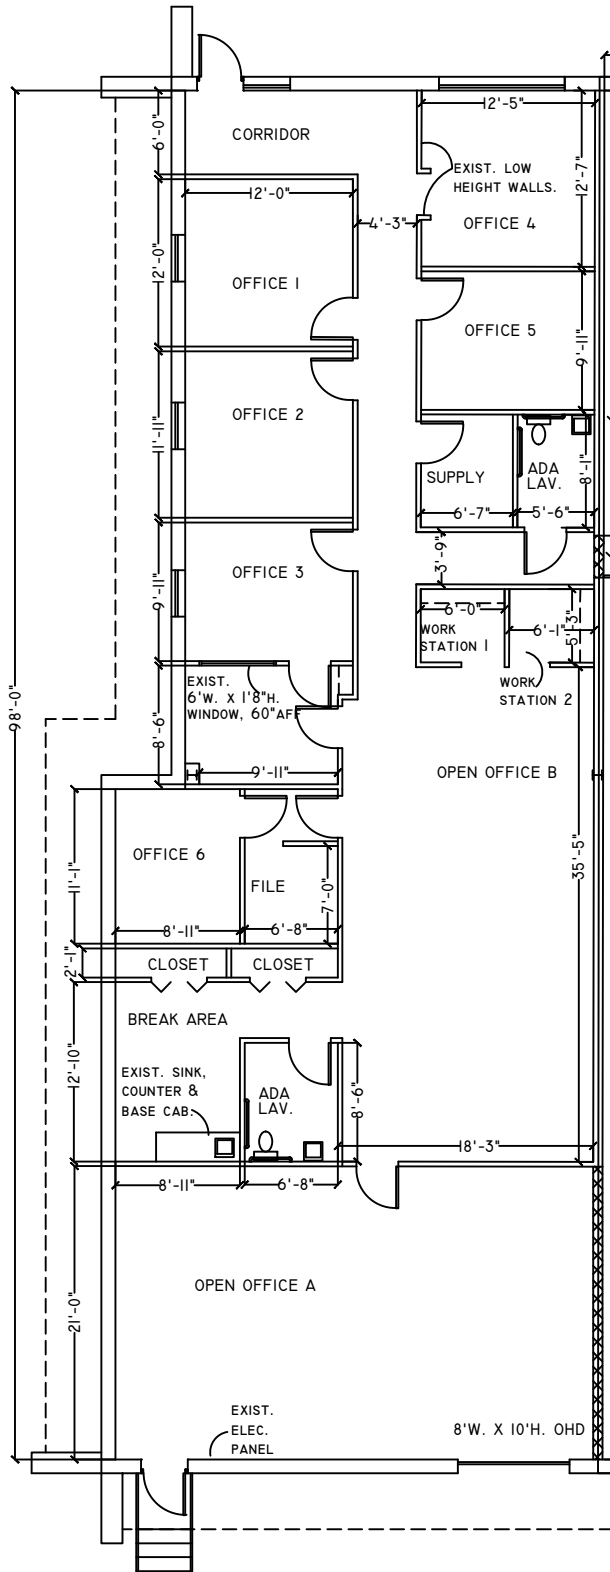 12'-5"
6'-0"
CORRIDOR
EXIST. LOW
HEIGHT WALLS.
12'-7"
12'-0"
4'-3"
OFFICE 4
12'-0"
OFFICE 1
OFFICE 5
9'-11"
OFFICE 2
11'-11"
SUPPLY
ADA
LAV.
8'-1"
6'-7"
5'-6"
OFFICE 3
3'-9"
9'-11"
6'-0"
6'-1"
5'-3"
WORK
STATION 1
WORK
STATION 2
EXIST.
6'W. X 1'8"H.
WINDOW, 60"AFF
98'-0"
8'-6"
9'-11"
OPEN OFFICE B
35'-5"
OFFICE 6
11'-1"
FILE
7'-0"
8'-11"
6'-8"
2'-1"
CLOSET
CLOSET
BREAK AREA
12'-10"
EXIST. SINK,
COUNTER &
BASE CAB.
ADA
LAV.
8'-6"
18'-3"
8'-11"
6'-8"
OPEN OFFICE A
21'-0"
EXIST.
ELEC.
PANEL
8'W. X 10'H. OHD